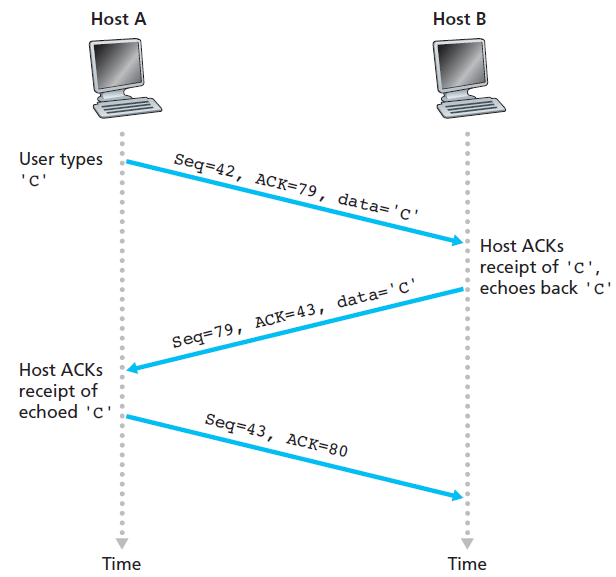 Host A
Host B
User types
'C'
Seq=42, ACK=79, data='C'
Host ACKs
receipt of 'C',
echoes back 'C'
Seq=79, ACK=43, data='C'
Host ACKs
receipt of
echoed 'C'
Seq=43, ACK=80
Time
Time